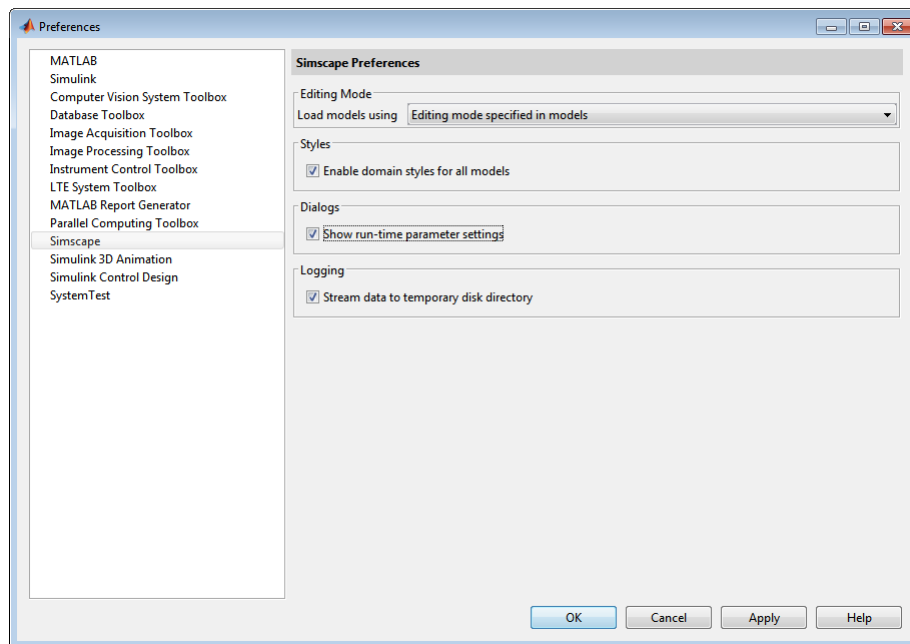 Preferences
MATLAB
Simulink
Computer Vision System Toolbox
Database Toolbox
Image Acquisition Toolbox
Image Processing Toolbox
Instrument Control Toolbox
LTE System Toolbox
MATLAB Report Generator
Parallel Computing Toolbox
Simscape
Simulink 3D Animation
Simulink Control Design
SystemTest
Simscape Preferences
Editing Mode
Load models using Editing mode specified in models
Styles
Enable domain styles for all models
Dialogs
Show run-time parameter settings
Logging
Stream data to temporary disk directory
OK Cancel Apply Help